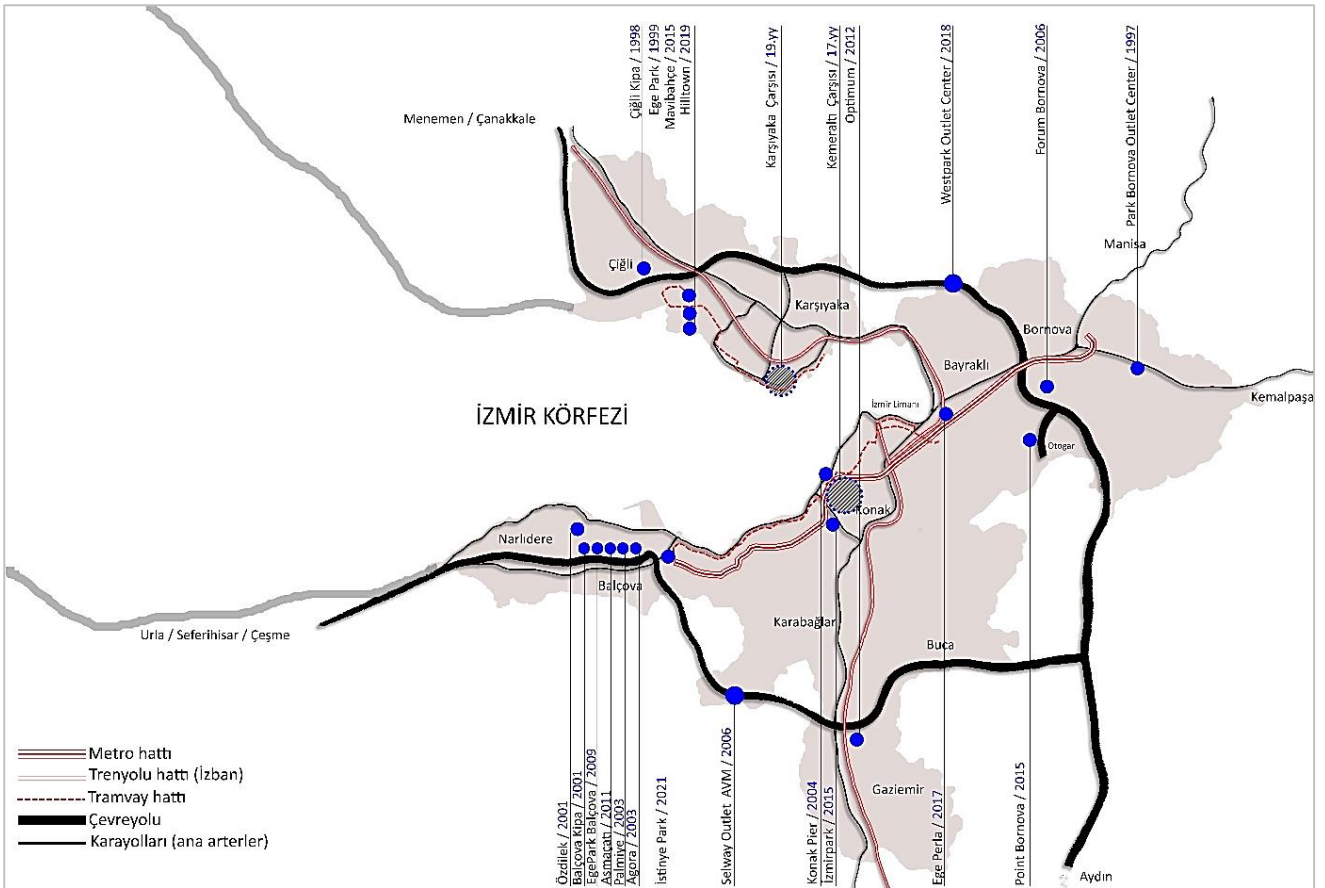 Çiğli Kipa / 1998
Ege Park / 1999
Mavibahçe / 2015
Hilltown / 2019
Karşıyaka Çarşısı / 19.yy
Kemeraltı Çarşısı / 17.yy
Optimum / 2012
Westpark Outlet Center / 2018
Forum Bornova / 2006
Park Bornova Outlet Center / 1997
Menemen / Çanakkale
Manisa
Çiğli
Karşıyaka
Bornova
Bayraklı
Kemalpaşa
İzmir Limanı
İZMİR KÖRFEZİ
Otogar
Konak
Narlıdere
Balçova
Karabağlar
Urla / Seferihisar / Çeşme
Buca
Gaziemir
Aydın
Metro hattı
Trenyolu hattı (İzban)
Tramvay hattı
Çevreyolu
Karayolları (ana arterler)
Özdilek / 2001
Balçova Kipa / 2001
EgePark Balçova / 2009
Asmaçatı / 2011
Palmiye / 2003
Agora / 2003
İstinye Park / 2021
Selway Outlet AVM / 2006
Konak Pier / 2004
İzmirpark / 2015
Ege Perla / 2017
Point Bornova / 2015